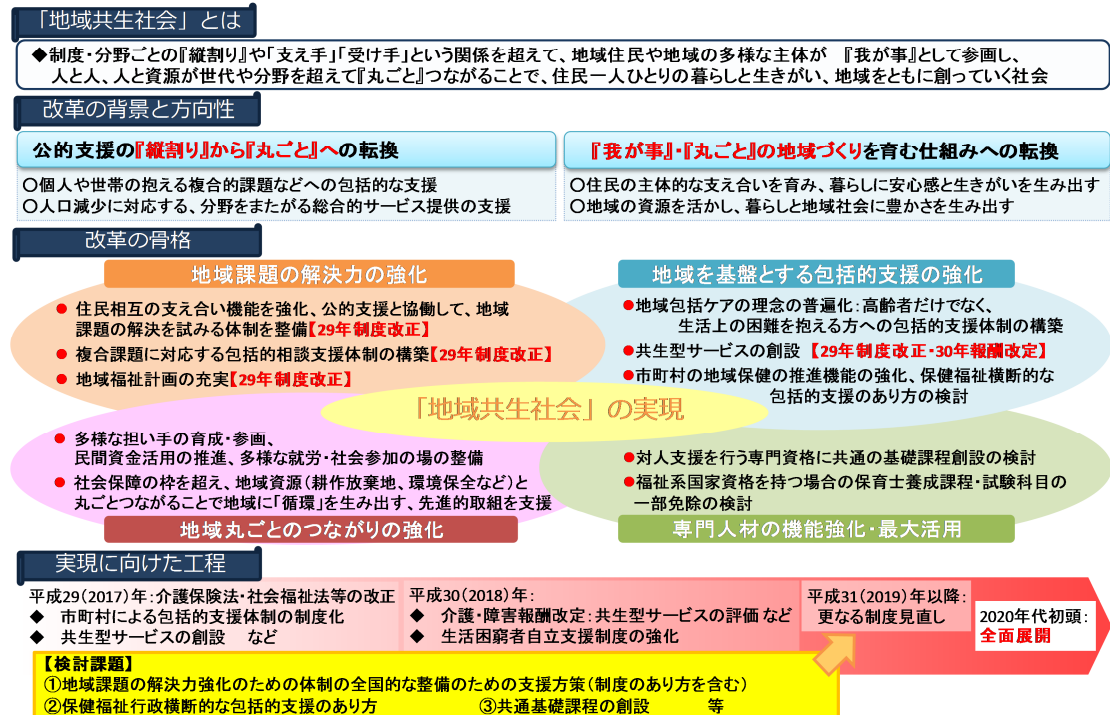 「地域共生社会」とは
◆制度・分野ごとの『縦割り』や「支え手」「受け手」という関係を超えて、地域住民や地域の多様な主体が 『我が事』として参画し、
人と人、人と資源が世代や分野を超えて『丸ごと』つながることで、住民一人ひとりの暮らしと生きがい、地域をともに創っていく社会
改革の背景と方向性
公的支援の『縦割り』から『丸ごと』への転換
○個人や世帯の抱える複合的課題などへの包括的な支援
○人口減少に対応する、分野をまたがる総合的サービス提供の支援
『我が事』・『丸ごと』の地域づくりを育む仕組みへの転換
○住民の主体的な支え合いを育み、暮らしに安心感と生きがいを生み出す
○地域の資源を活かし、暮らしと地域社会に豊かさを生み出す
改革の骨格
地域課題の解決力の強化
● 住民相互の支え合い機能を強化、公的支援と協働して、地域
課題の解決を試みる体制を整備【29年制度改正】
● 複合課題に対応する包括的相談支援体制の構築【29年制度改正】
● 地域福祉計画の充実【29年制度改正】
地域を基盤とする包括的支援の強化
●地域包括ケアの理念の普遍化：高齢者だけでなく、
生活上の困難を抱える方への包括的支援体制の構築
●共生型サービスの創設 【29年制度改正・30年報酬改定】
●市町村の地域保健の推進機能の強化、保健福祉横断的な
包括的支援のあり方の検討
「地域共生社会」の実現
● 多様な担い手の育成・参画、
民間資金活用の推進、多様な就労・社会参加の場の整備
● 社会保障の枠を超え、地域資源（耕作放棄地、環境保全など）と
丸ごとつながることで地域に「循環」を生み出す、先進的取組を支援
地域丸ごとのつながりの強化
●対人支援を行う専門資格に共通の基礎課程創設の検討
●福祉系国家資格を持つ場合の保育士養成課程・試験科目の
一部免除の検討
専門人材の機能強化・最大活用
実現に向けた工程
平成29（2017）年：介護保険法・社会福祉法等の改正
◆ 市町村による包括的支援体制の制度化
◆ 共生型サービスの創設 など
平成30（2018）年：
◆ 介護・障害報酬改定：共生型サービスの評価 など
◆ 生活困窮者自立支援制度の強化
平成31（2019）年以降：
更なる制度見直し
2020年代初頭：
全面展開
【検討課題】
①地域課題の解決力強化のための体制の全国的な整備のための支援方策（制度のあり方を含む）
②保健福祉行政横断的な包括的支援のあり方 ③共通基礎課程の創設 等